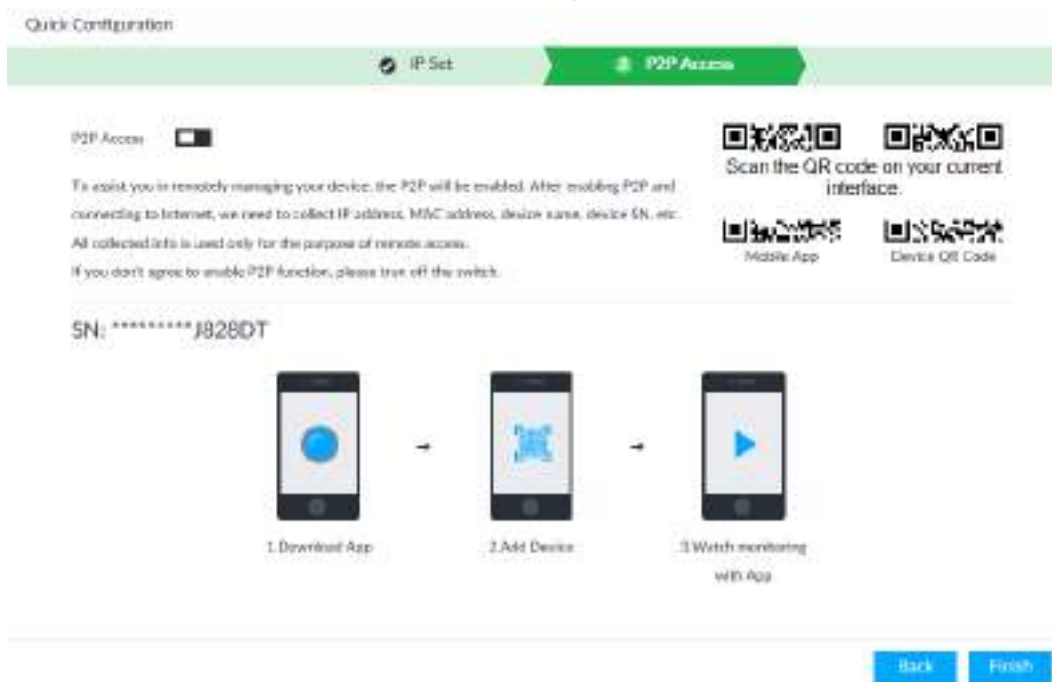 Quick Configuration
IP Set
P2P Access
P2P Access
Scan the QR code on your current
interface.
To assist you in remotely managing your device, the P2P will be enabled. After enabling P2P and
connecting to Internet, we need to collect IP address, MAC address, device name, device SN, etc.
All collected info is used only for the purpose of remote access.
If you don't agree to enable P2P function, please trun off the switch.
Mobile App
Device QR Code
SN: *********J828DT
1.Download App
2.Add Device
3.Watch monitoring
with App
Back
Finish